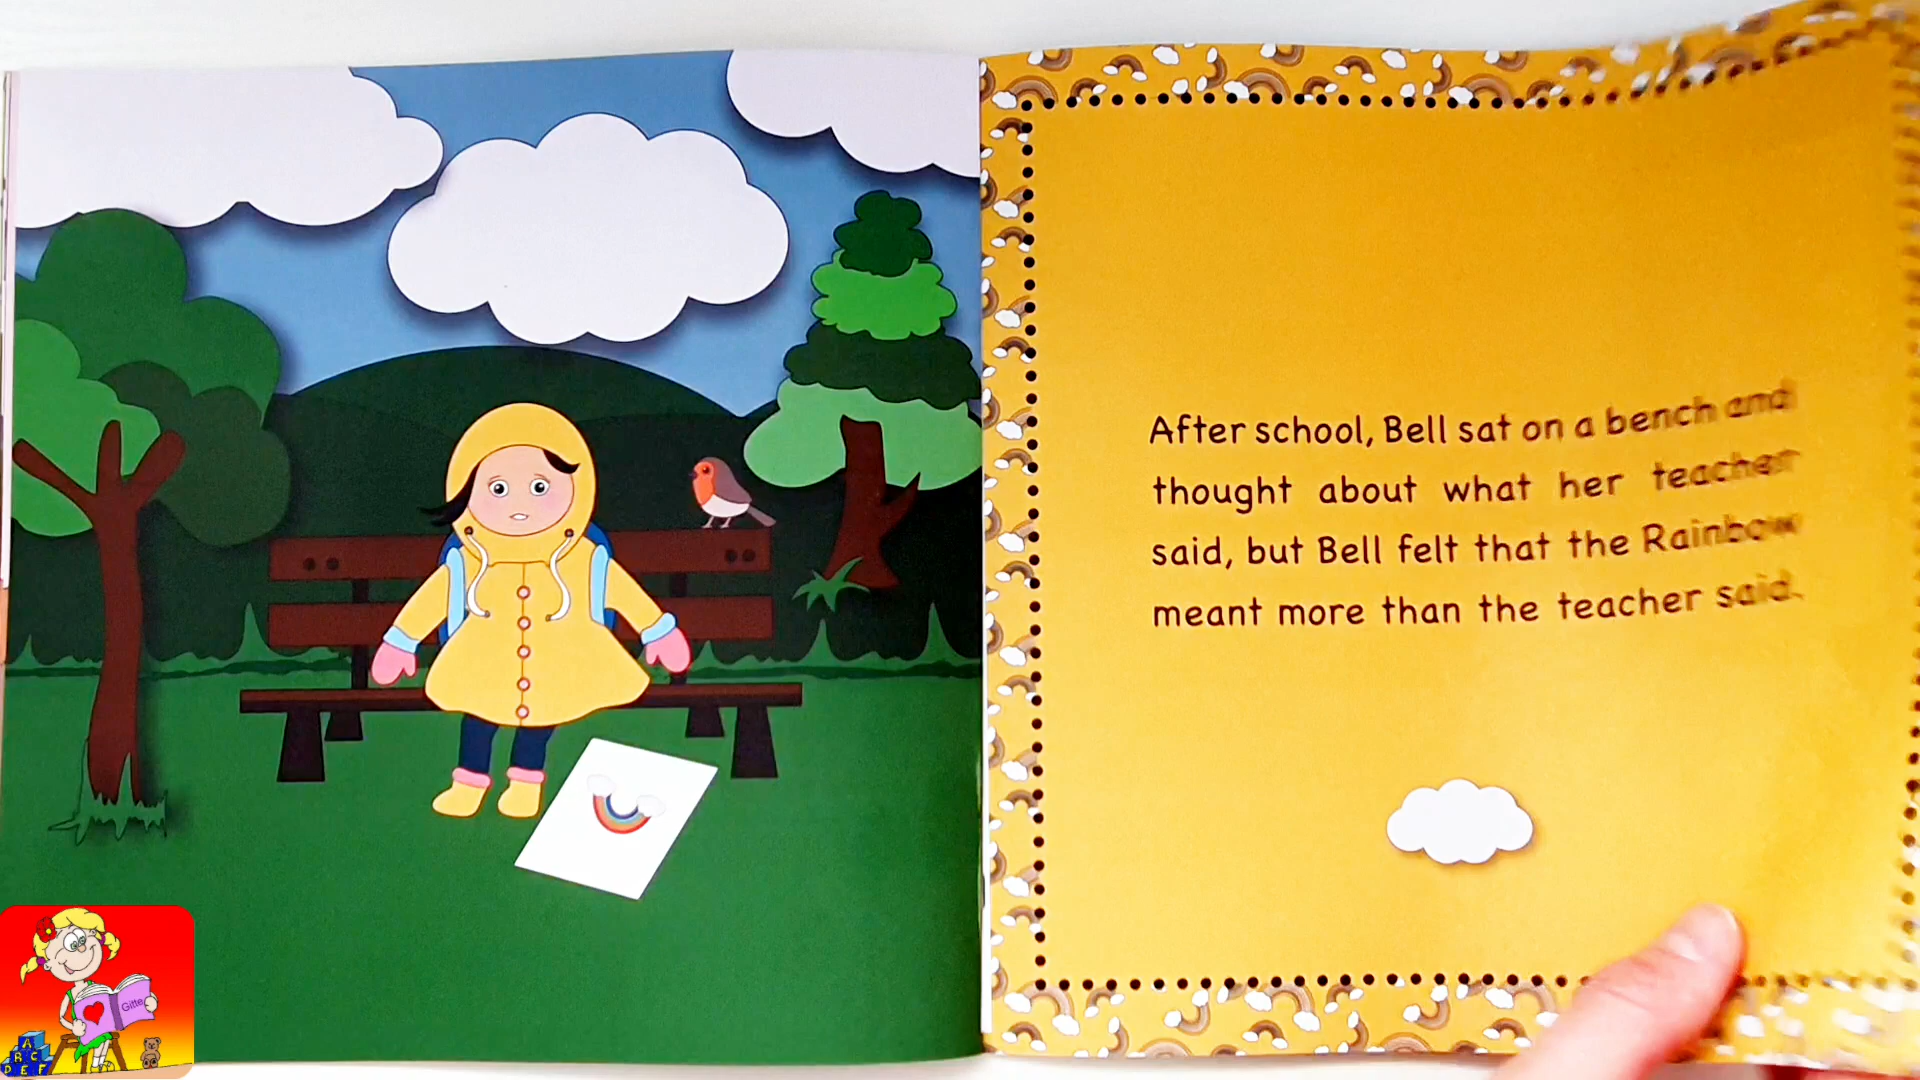 After school, Bell sat on a bench and
thought about what her teacher
said, but Bell felt that the Rainbow
meant more than the teacher said.
Gitte
A
B C
D E F